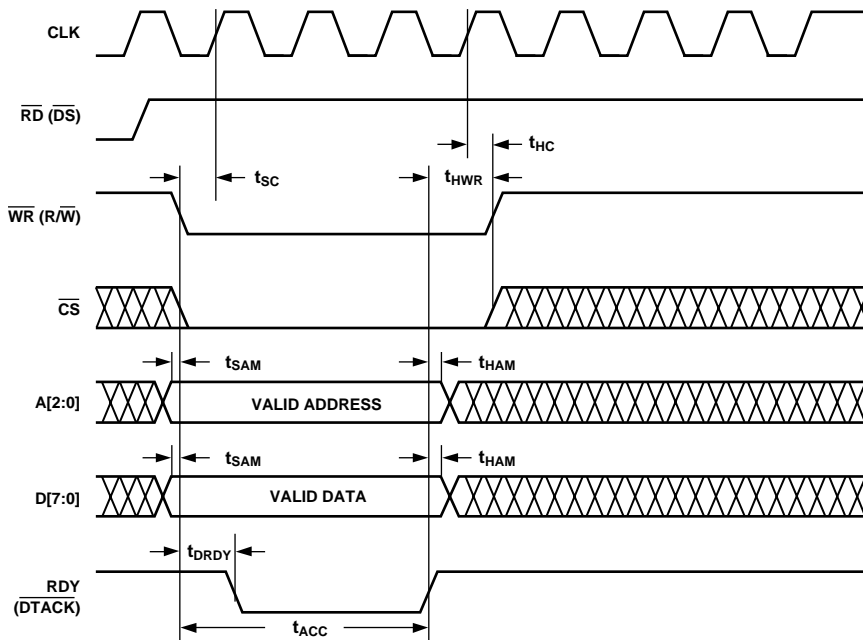 CLK
RD (DS)
tHC
tSC
tHWR
WR (R/W)
CS
tSAM
tHAM
A[2:0]
VALID ADDRESS
tSAM
tHAM
D[7:0]
VALID DATA
tDRDY
RDY
(DTACK)
tACC